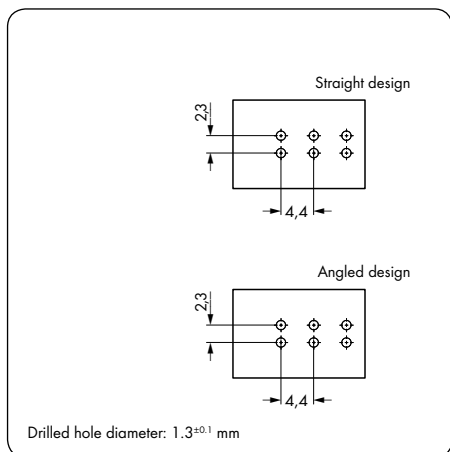 Straight design
2,3
4,4
Angled design
2,3
4,4
Drilled hole diameter: 1.3±0.1 mm